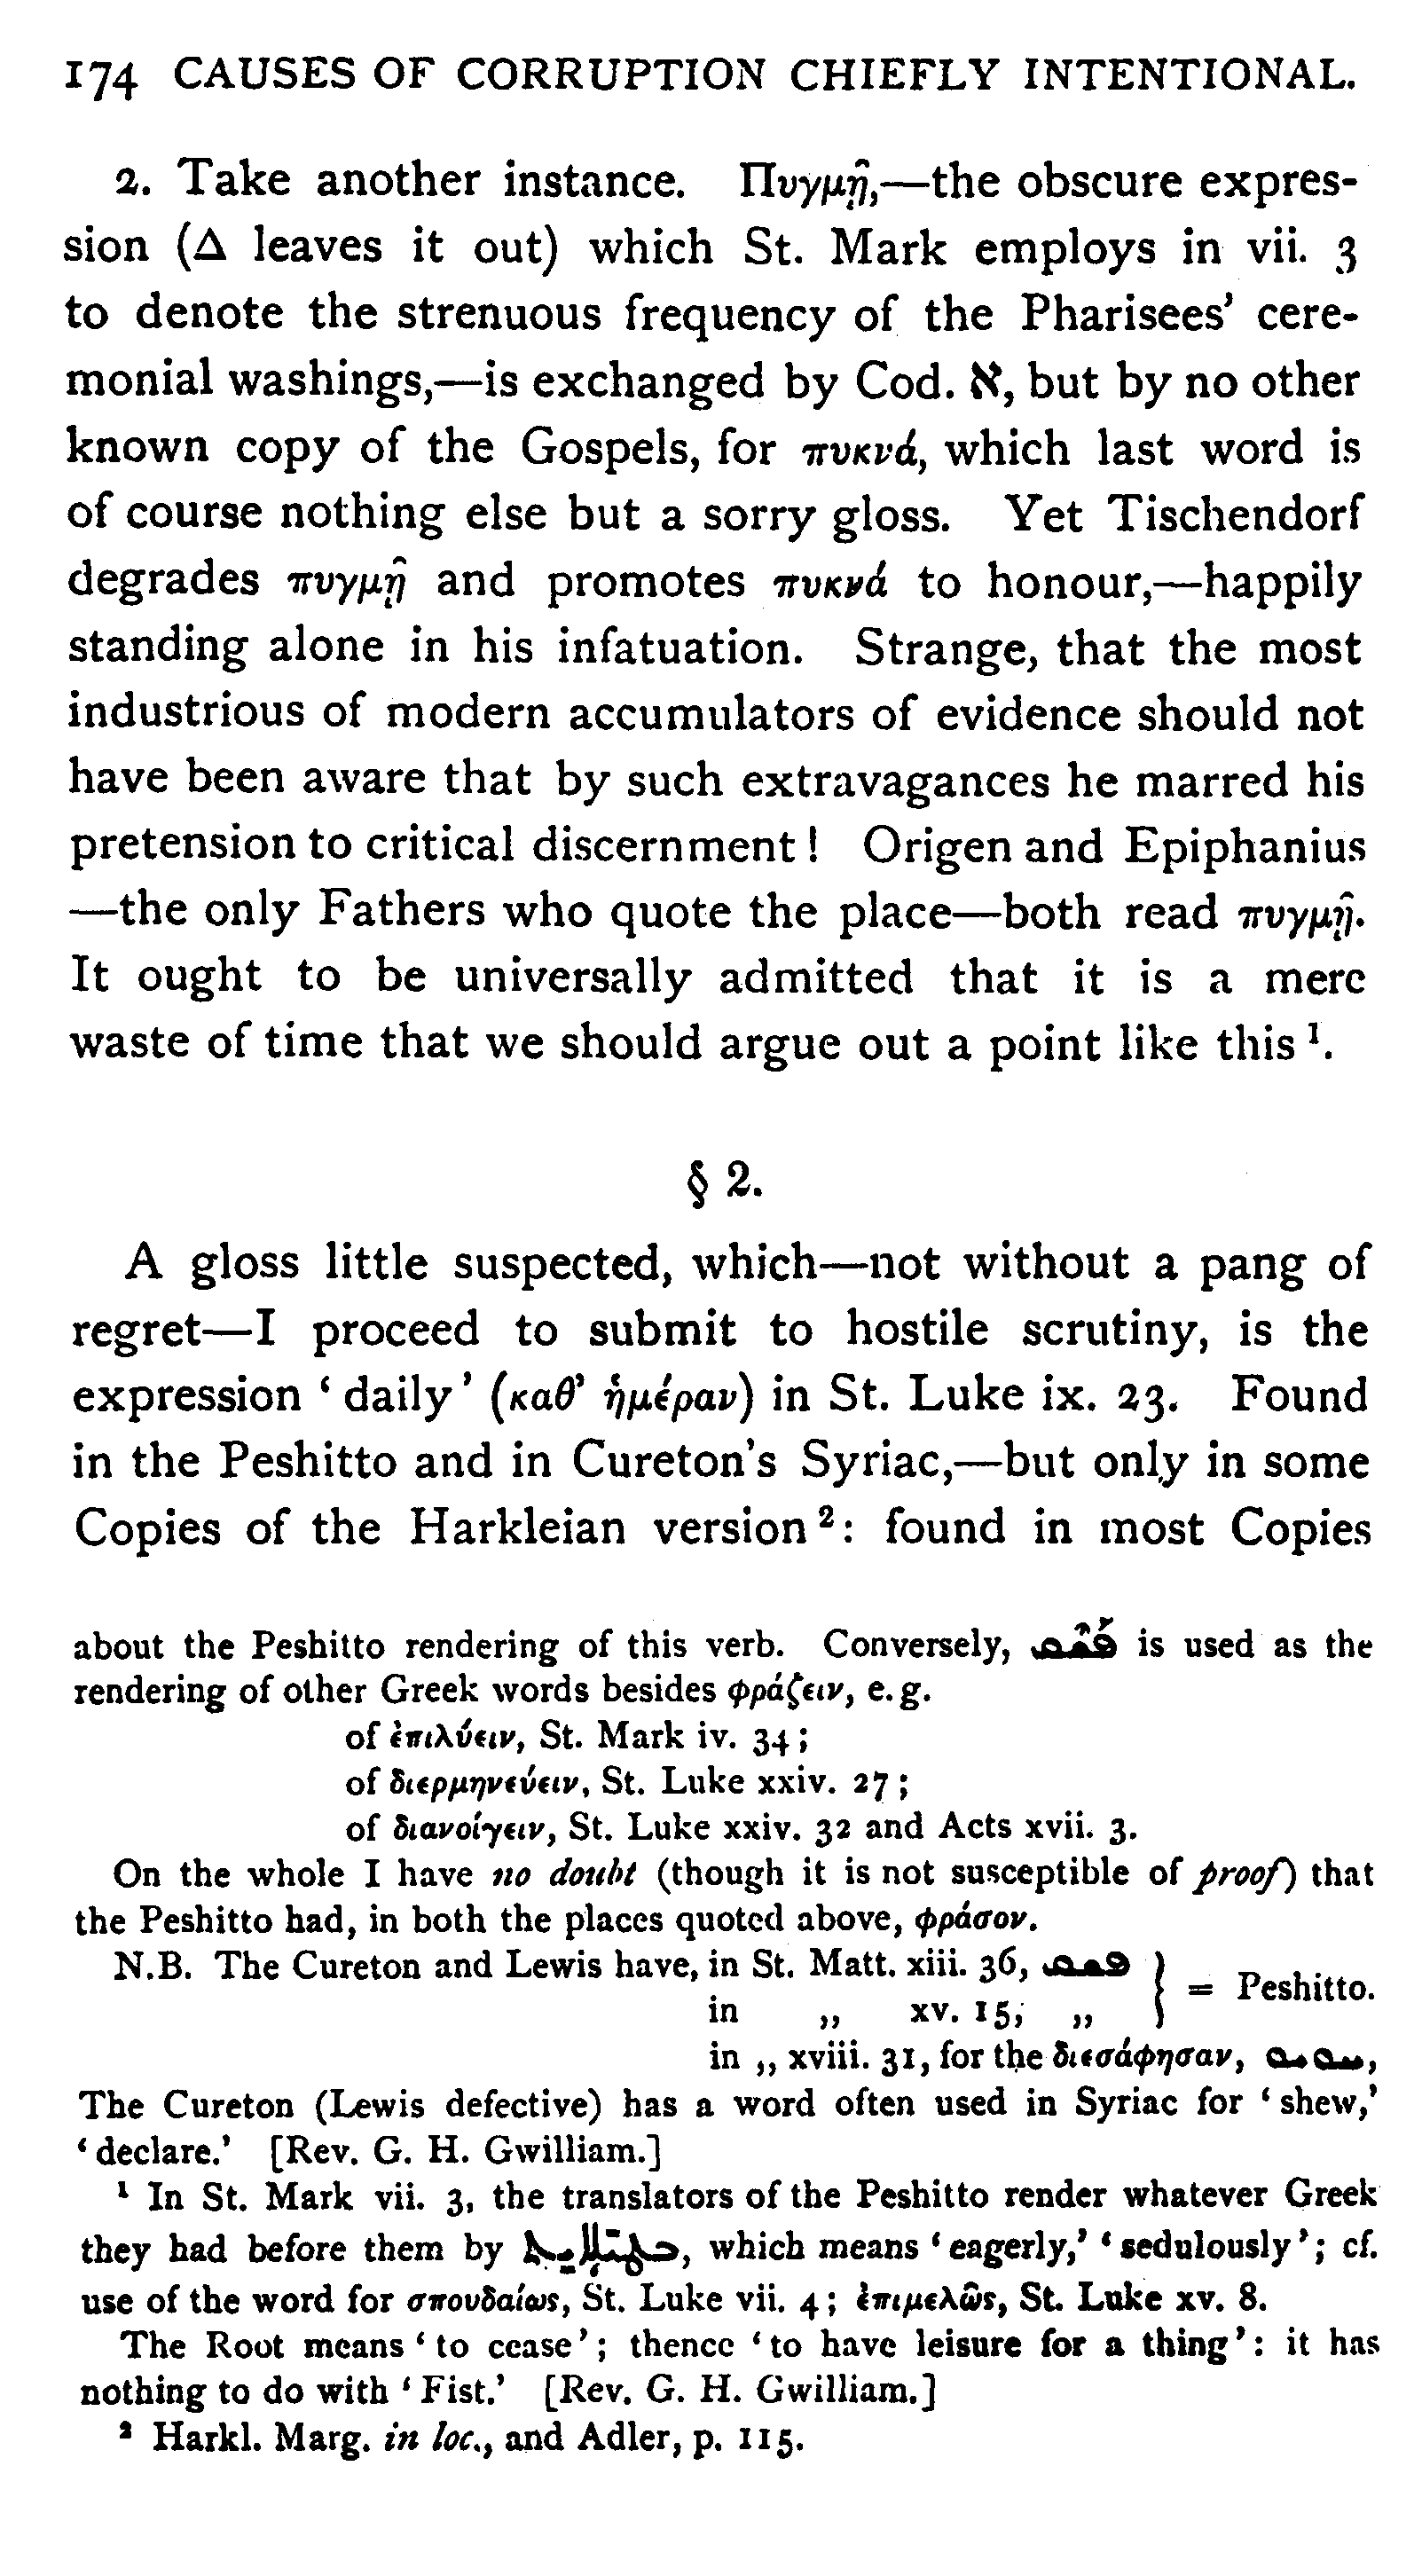 174 CAUSES OF CORRUPTION CHIEFLY INTENTIONAL.
2. Take another instance. Πυγμῇ,—the obscure expres-
sion (Δ leaves it out) which St. Mark employs in vii. 3
to denote the strenuous frequency of the Pharisees’ cere-
monial washings,—is exchanged by Cod. א, but by no other
known copy of the Gospels, for πυκνά, which last word is
of course nothing else but a sorry gloss. Yet Tischendorf
degrades πυγμῇ and promotes πυκνά to honour,—happily
standing alone in his infatuation. Strange, that the most
industrious of modern accumulators of evidence should not
have been aware that by such extravagances he marred his
pretension to critical discernment! Origen and Epiphanius
—the only Fathers who quote the place—both read πυγμῇ.
It ought to be universally admitted that it is a mere
waste of time that we should argue out a point like this ¹.
§ 2.
A gloss little suspected, which—not without a pang of
regret—I proceed to submit to hostile scrutiny, is the
expression ‘daily’ (καθ’ ἡμέραν) in St. Luke ix. 23. Found
in the Peshitto and in Cureton’s Syriac,—but only in some
Copies of the Harkleian version ²: found in most Copies
about the Peshitto rendering of this verb. Conversely, is used as the
rendering of other Greek words besides φράζειν, e.g.
of ἐπιλύειν, St. Mark iv. 34;
of διερμηνεύειν, St. Luke xxiv. 27;
of διανοίγειν, St. Luke xxiv. 32 and Acts xvii. 3.
On the whole I have no doubt (though it is not susceptible of proof) that
the Peshitto had, in both the places quoted above, φράσον.
N.B. The Cureton and Lewis have, in St. Matt. xiii. 36, } = Peshitto.
in „ xv. 15, „
in „ xviii. 31, for the διεσάφησαν,
The Cureton (Lewis defective) has a word often used in Syriac for ‘shew,’
‘declare.’ [Rev. G. H. Gwilliam.]
¹ In St. Mark vii. 3, the translators of the Peshitto render whatever Greek
they had before them by , which means ‘eagerly,’ ‘sedulously’; cf.
use of the word for σπουδαίως, St. Luke vii. 4; ἐπιμελῶς, St. Luke xv. 8.
The Root means ‘to cease’; thence ‘to have leisure for a thing’: it has
nothing to do with ‘Fist.’ [Rev. G. H. Gwilliam.]
² Harkl. Marg. in loc., and Adler, p. 115.